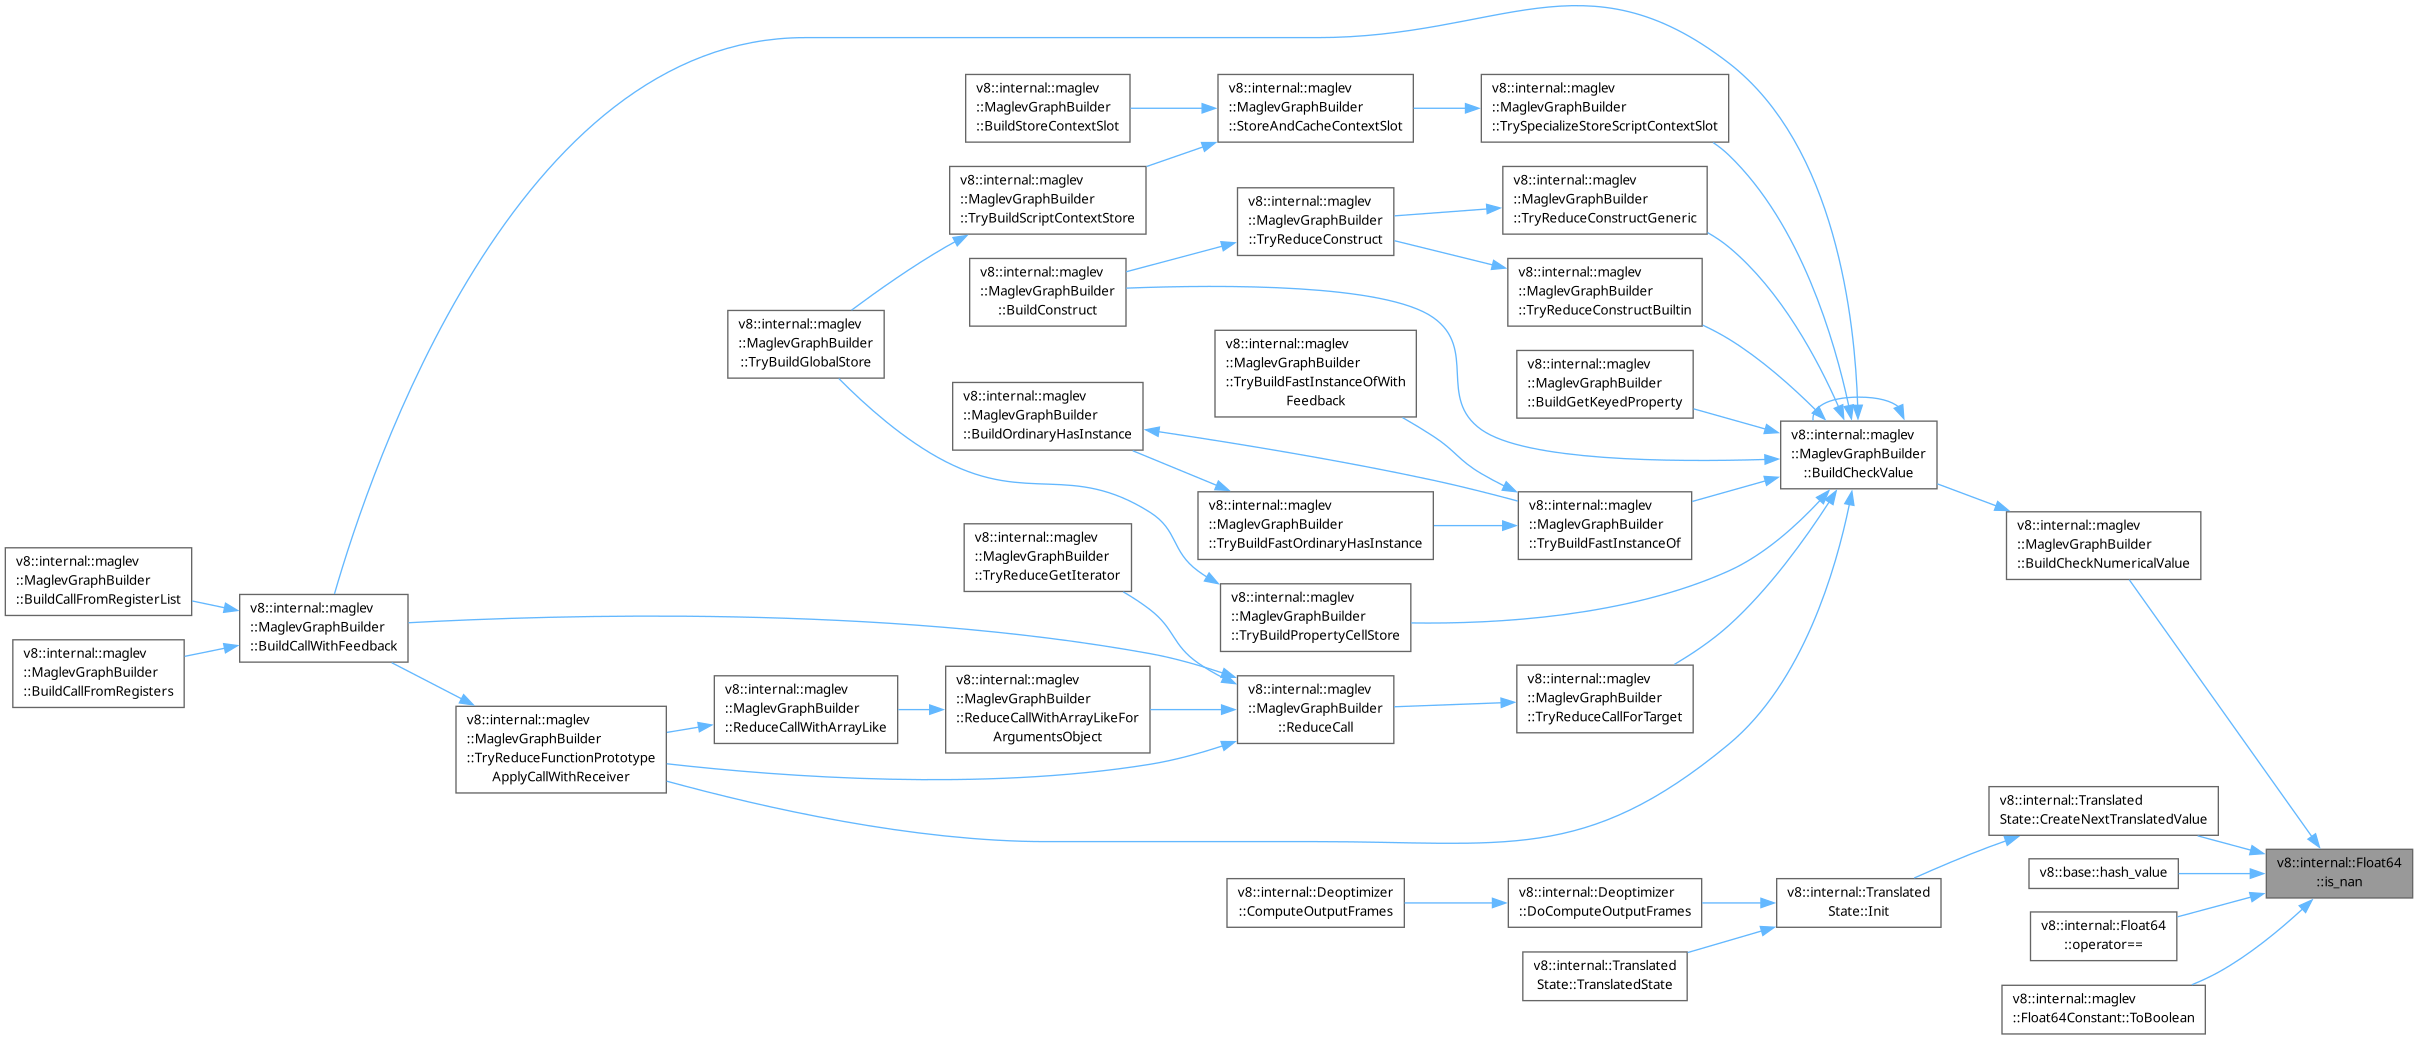 v8::internal::maglev
::MaglevGraphBuilder
::BuildStoreContextSlot
v8::internal::maglev
::MaglevGraphBuilder
::StoreAndCacheContextSlot
v8::internal::maglev
::MaglevGraphBuilder
::TrySpecializeStoreScriptContextSlot
v8::internal::maglev
::MaglevGraphBuilder
::TryBuildScriptContextStore
v8::internal::maglev
::MaglevGraphBuilder
::TryReduceConstruct
v8::internal::maglev
::MaglevGraphBuilder
::TryReduceConstructGeneric
v8::internal::maglev
::MaglevGraphBuilder
::BuildConstruct
v8::internal::maglev
::MaglevGraphBuilder
::TryReduceConstructBuiltin
v8::internal::maglev
::MaglevGraphBuilder
::TryBuildGlobalStore
v8::internal::maglev
::MaglevGraphBuilder
::TryBuildFastInstanceOfWith
Feedback
v8::internal::maglev
::MaglevGraphBuilder
::BuildGetKeyedProperty
v8::internal::maglev
::MaglevGraphBuilder
::BuildOrdinaryHasInstance
v8::internal::maglev
::MaglevGraphBuilder
::BuildCheckValue
v8::internal::maglev
::MaglevGraphBuilder
::TryBuildFastOrdinaryHasInstance
v8::internal::maglev
::MaglevGraphBuilder
::TryBuildFastInstanceOf
v8::internal::maglev
::MaglevGraphBuilder
::BuildCheckNumericalValue
v8::internal::maglev
::MaglevGraphBuilder
::TryReduceGetIterator
v8::internal::maglev
::MaglevGraphBuilder
::BuildCallFromRegisterList
v8::internal::maglev
::MaglevGraphBuilder
::TryBuildPropertyCellStore
v8::internal::maglev
::MaglevGraphBuilder
::BuildCallWithFeedback
v8::internal::maglev
::MaglevGraphBuilder
::BuildCallFromRegisters
v8::internal::maglev
::MaglevGraphBuilder
::TryReduceCallForTarget
v8::internal::maglev
::MaglevGraphBuilder
::ReduceCallWithArrayLikeFor
ArgumentsObject
v8::internal::maglev
::MaglevGraphBuilder
::ReduceCallWithArrayLike
v8::internal::maglev
::MaglevGraphBuilder
::ReduceCall
v8::internal::maglev
::MaglevGraphBuilder
::TryReduceFunctionPrototype
ApplyCallWithReceiver
v8::internal::Translated
State::CreateNextTranslatedValue
v8::internal::Float64
::is_nan
v8::base::hash_value
v8::internal::Deoptimizer
::ComputeOutputFrames
v8::internal::Deoptimizer
::DoComputeOutputFrames
v8::internal::Translated
State::Init
v8::internal::Float64
::operator==
v8::internal::Translated
State::TranslatedState
v8::internal::maglev
::Float64Constant::ToBoolean